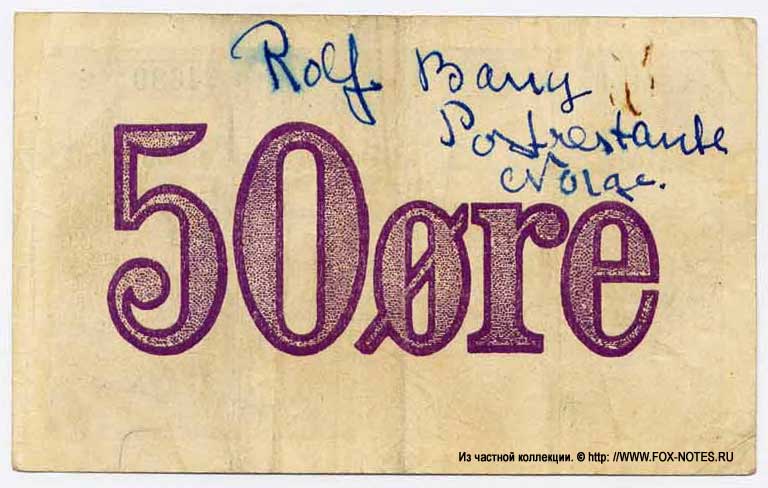 Rolf Barry
Postrestante
Norge.
50øre
Из частной коллекции. © http: //WWW.FOX-NOTES.RU